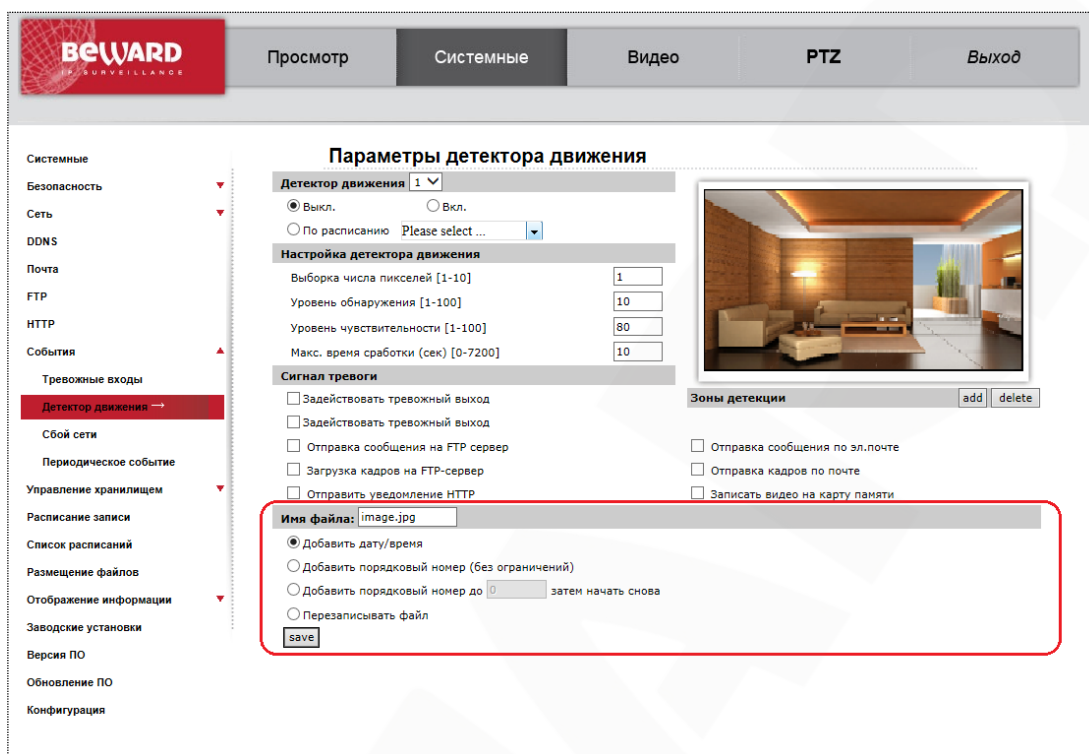 BEWARD
IP SURVEILLANCE
Просмотр
Системные
Видео
PTZ
Выход
Системные
Безопасность
Сеть
DDNS
Почта
FTP
HTTP
События
Тревожные входы
Детектор движения →
Сбой сети
Периодическое событие
Управление хранилищем
Расписание записи
Список расписаний
Размещение файлов
Отображение информации
Заводские установки
Версия ПО
Обновление ПО
Конфигурация
Параметры детектора движения
Детектор движения 1
Выкл. Вкл.
По расписанию Please select ...
Настройка детектора движения
Выборка числа пикселей [1-10] 1
Уровень обнаружения [1-100] 10
Уровень чувствительности [1-100] 80
Макс. время сработки (сек) [0-7200] 10
Сигнал тревоги
Задействовать тревожный выход
Зоны детекции add delete
Задействовать тревожный выход
Отправка сообщения на FTP сервер Отправка сообщения по эл.почте
Загрузка кадров на FTP-сервер Отправка кадров по почте
Отправить уведомление HTTP Записать видео на карту памяти
Имя файла: image.jpg
Добавить дату/время
Добавить порядковый номер (без ограничений)
Добавить порядковый номер до 0 затем начать снова
Перезаписывать файл
save